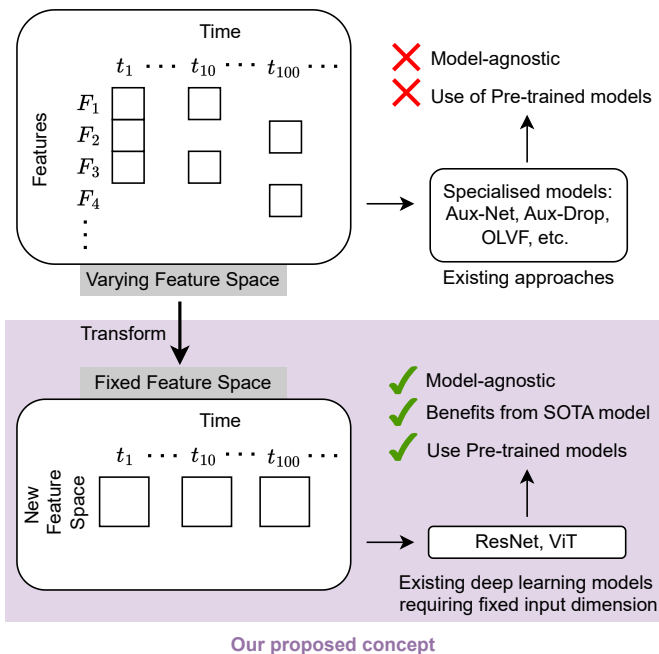 Time
t1 ··· t10 ··· t100 ···
Features
F1
F2
F3
F4
⋮
Varying Feature Space
Model-agnostic
Use of Pre-trained models
Specialised models:
Aux-Net, Aux-Drop,
OLVF, etc.
Existing approaches
Transform
Fixed Feature Space
Time
t1 ··· t10 ··· t100 ···
New
Feature
Space
Model-agnostic
Benefits from SOTA model
Use Pre-trained models
ResNet, ViT
Existing deep learning models
requiring fixed input dimension
Our proposed concept